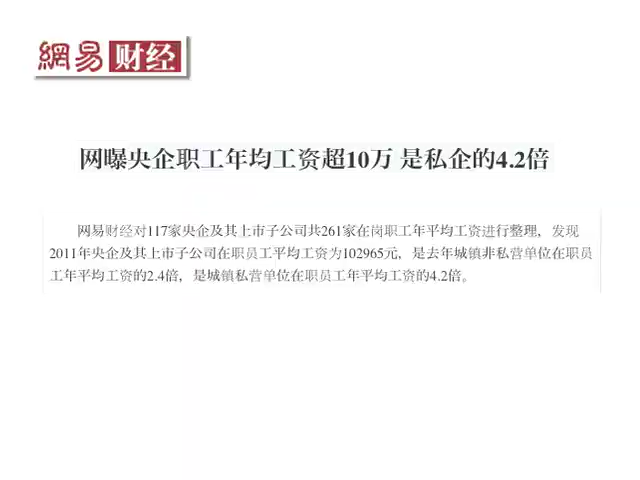 網易财经
网曝央企职工年均工资超10万 是私企的4.2倍
网易财经对117家央企及其上市子公司共261家在岗职工年平均工资进行整理，发现
2011年央企及其上市子公司在职员工平均工资为102965元，是去年城镇非私营单位在职员
工年平均工资的2.4倍，是城镇私营单位在职员工年平均工资的4.2倍。